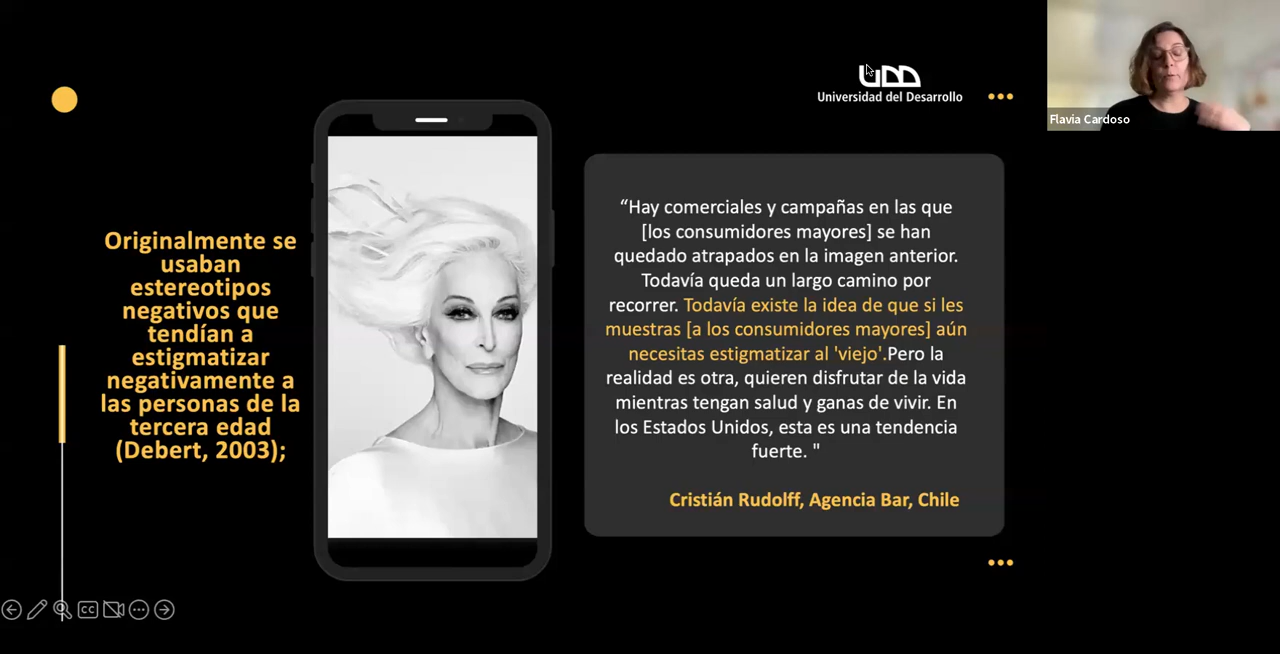 UDD
Universidad del Desarrollo
Flavia Cardoso
Originalmente se
usaban
estereotipos
negativos que
tendían a
estigmatizar
negativamente a
las personas de la
tercera edad
(Debert, 2003);
“Hay comerciales y campañas en las que
[los consumidores mayores] se han
quedado atrapados en la imagen anterior.
Todavía queda un largo camino por
recorrer. Todavía existe la idea de que si les
muestras [a los consumidores mayores] aún
necesitas estigmatizar al 'viejo'.Pero la
realidad es otra, quieren disfrutar de la vida
mientras tengan salud y ganas de vivir. En
los Estados Unidos, esta es una tendencia
fuerte. "
Cristián Rudolff, Agencia Bar, Chile
CC